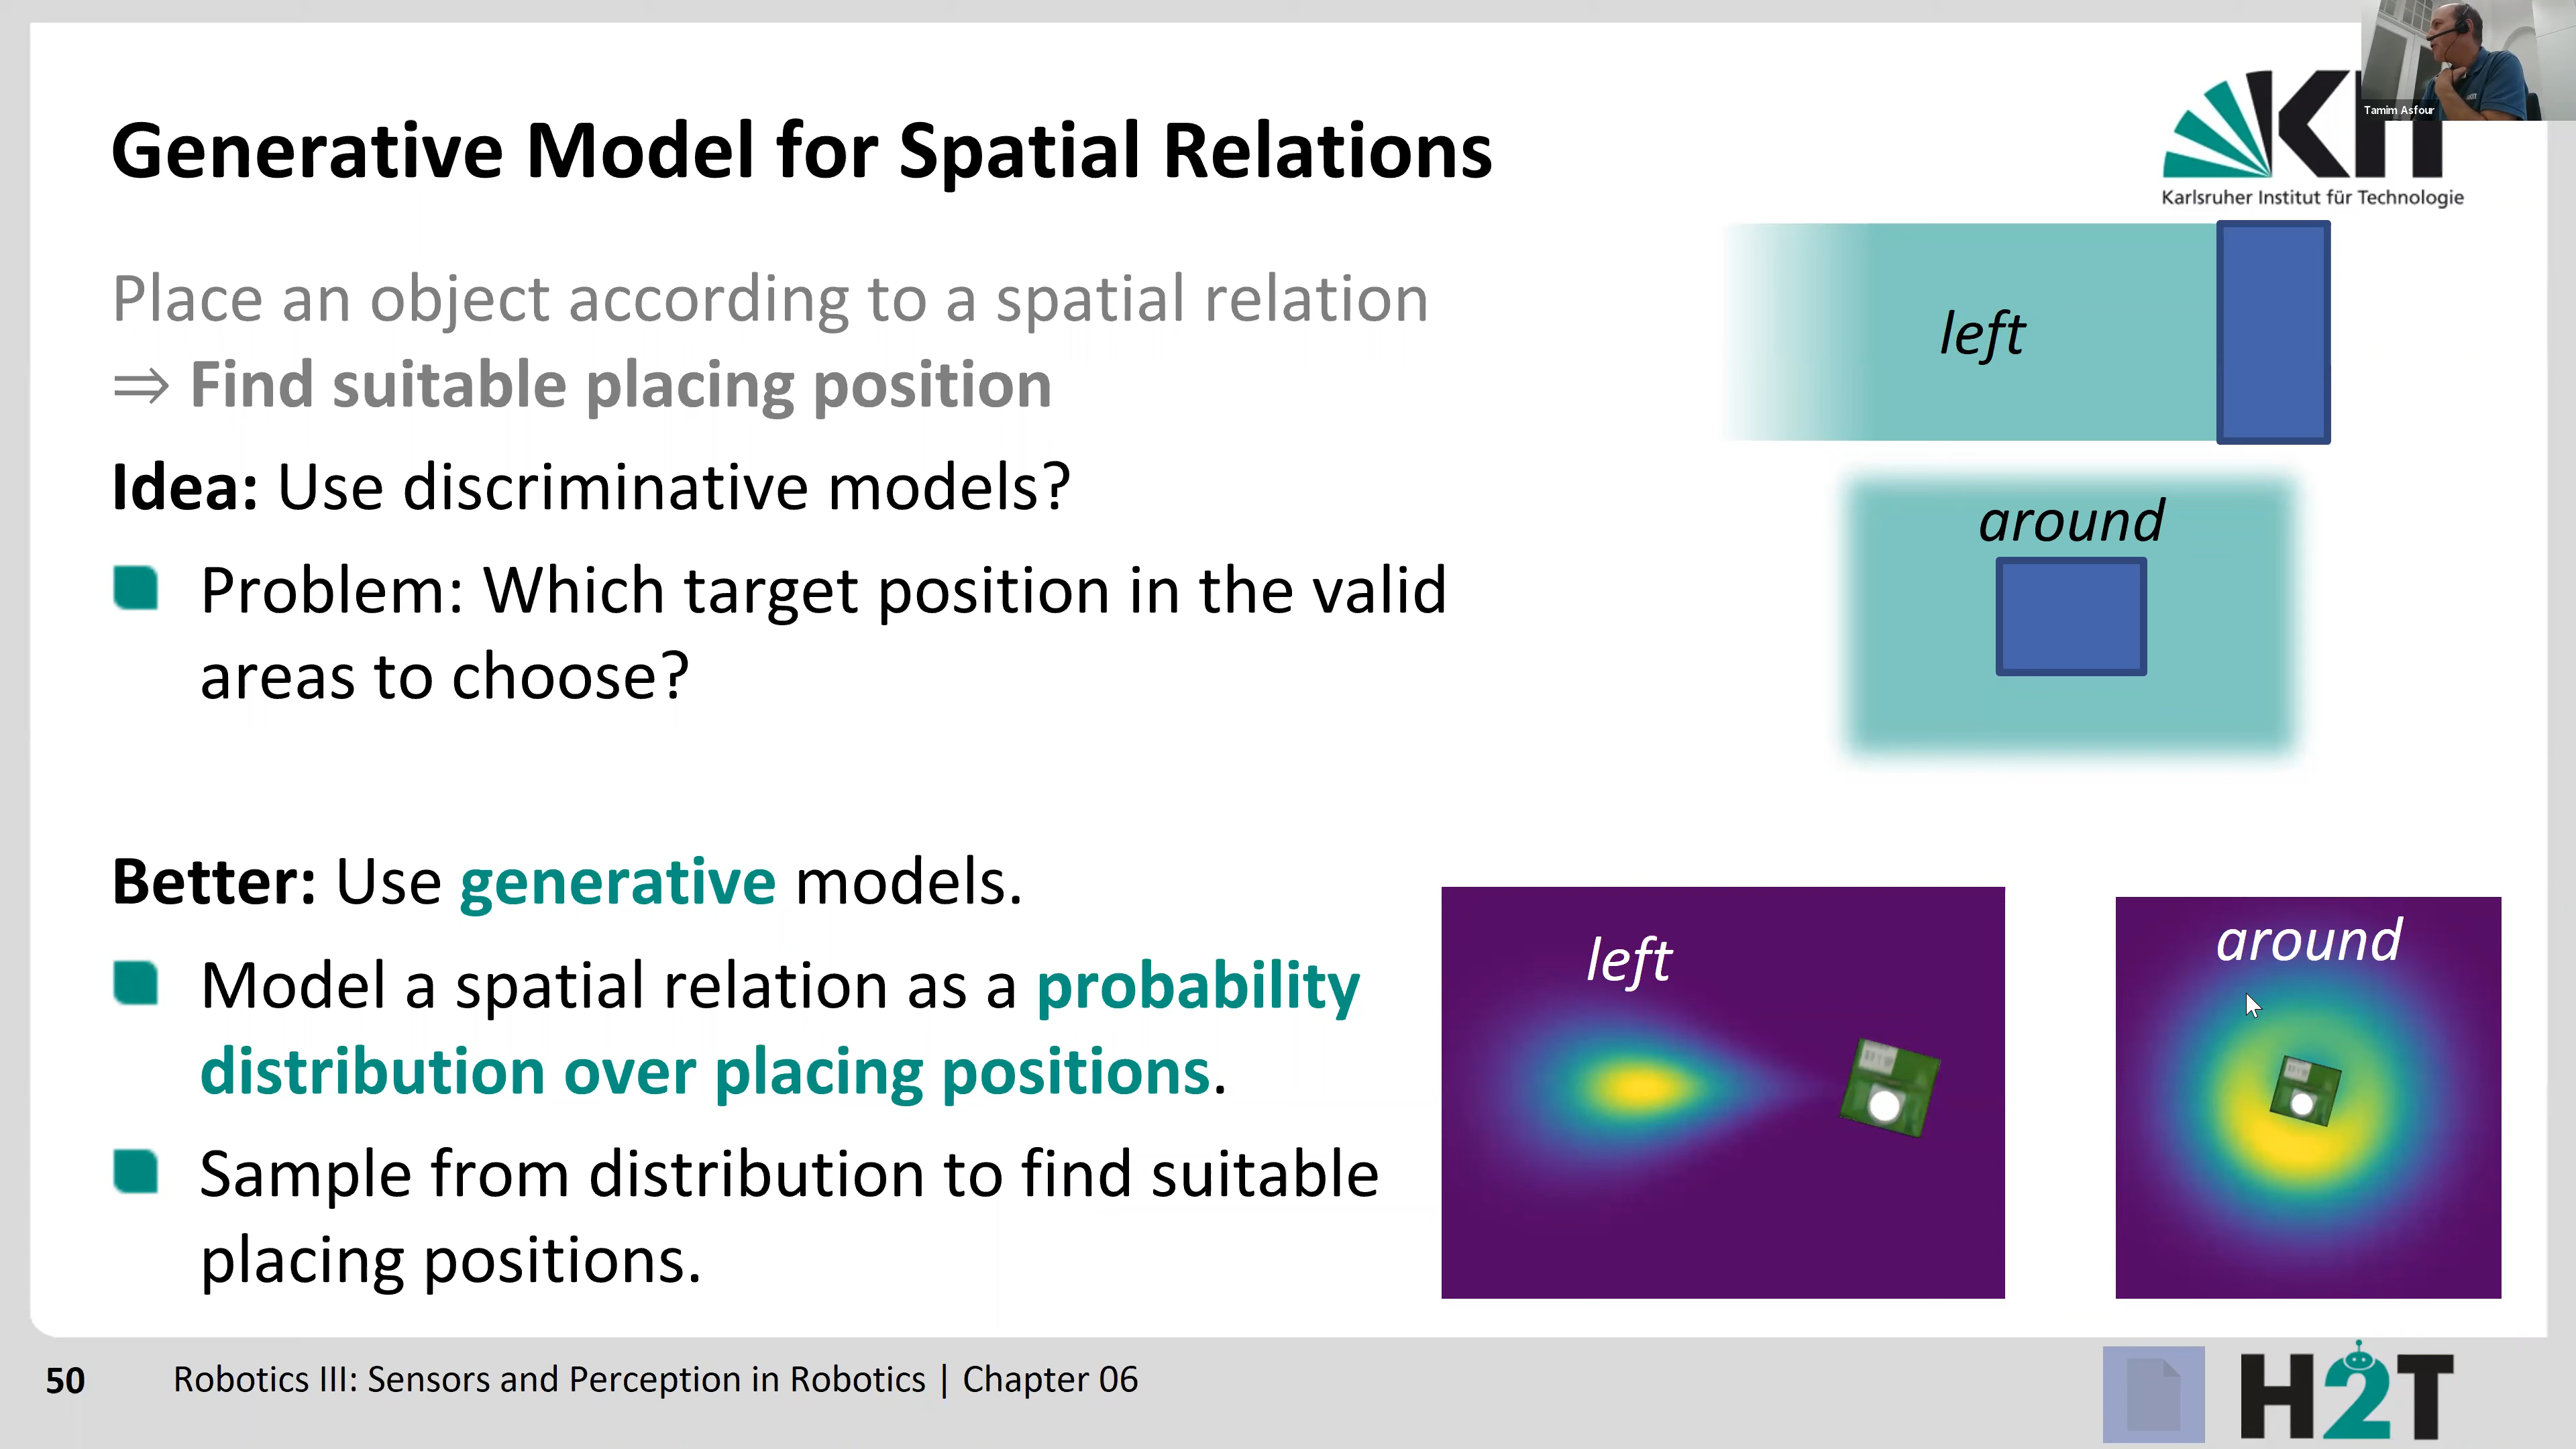 Tamim Asfour
Generative Model for Spatial Relations
Karlsruher Institut für Technologie
Place an object according to a spatial relation
⇒ Find suitable placing position
left
Idea: Use discriminative models?
around
Problem: Which target position in the valid
areas to choose?
Better: Use generative models.
left
around
Model a spatial relation as a probability
distribution over placing positions.
Sample from distribution to find suitable
placing positions.
50
Robotics III: Sensors and Perception in Robotics | Chapter 06
H2T